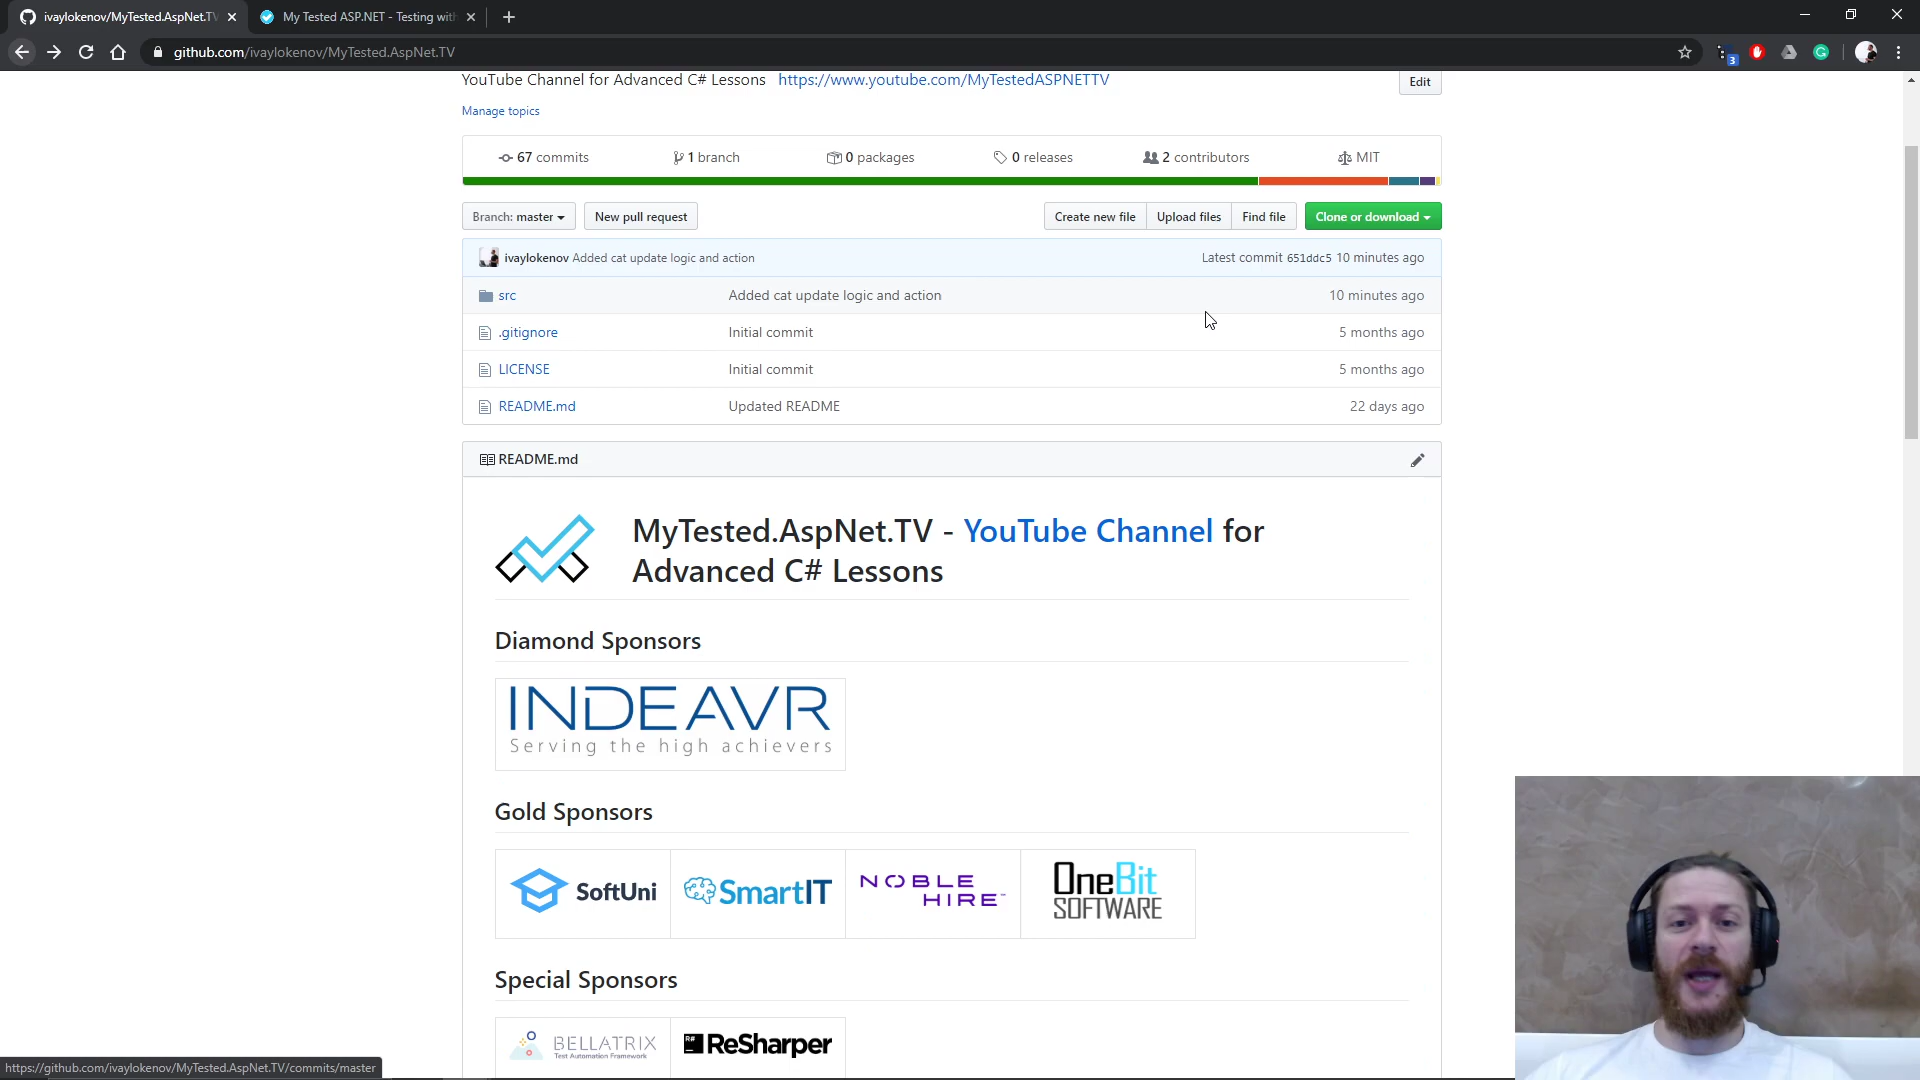 ivaylokenov/MyTested.AspNet.TV
My Tested ASP.NET - Testing with
github.com/ivaylokenov/MyTested.AspNet.TV
3
YouTube Channel for Advanced C# Lessons https://www.youtube.com/MyTestedASPNETTV
Edit
Manage topics
67 commits
1 branch
0 packages
0 releases
2 contributors
MIT
Branch: master
New pull request
Create new file
Upload files
Find file
Clone or download
ivaylokenov Added cat update logic and action
Latest commit 651ddc5 10 minutes ago
src Added cat update logic and action 10 minutes ago
.gitignore Initial commit 5 months ago
LICENSE Initial commit 5 months ago
README.md Updated README 22 days ago
README.md
MyTested.AspNet.TV - YouTube Channel for
Advanced C# Lessons
Diamond Sponsors
INDEAVR
Serving the high achievers
Gold Sponsors
SoftUni
SmartIT
NOBLE
HIRE
OneBit
SOFTWARE
Special Sponsors
BELLATRIX
Test Automation Framework
R#
ReSharper
https://github.com/ivaylokenov/MyTested.AspNet.TV/commits/master